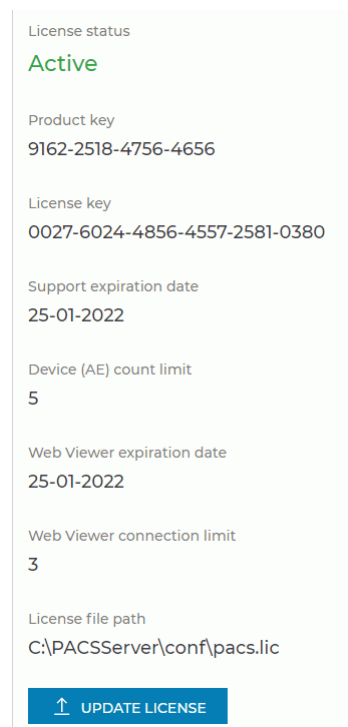 License status
Active
Product key
9162-2518-4756-4656
License key
0027-6024-4856-4557-2581-0380
Support expiration date
25-01-2022
Device (AE) count limit
5
Web Viewer expiration date
25-01-2022
Web Viewer connection limit
3
License file path
C:\PACSServer\conf\pacs.lic
UPDATE LICENSE